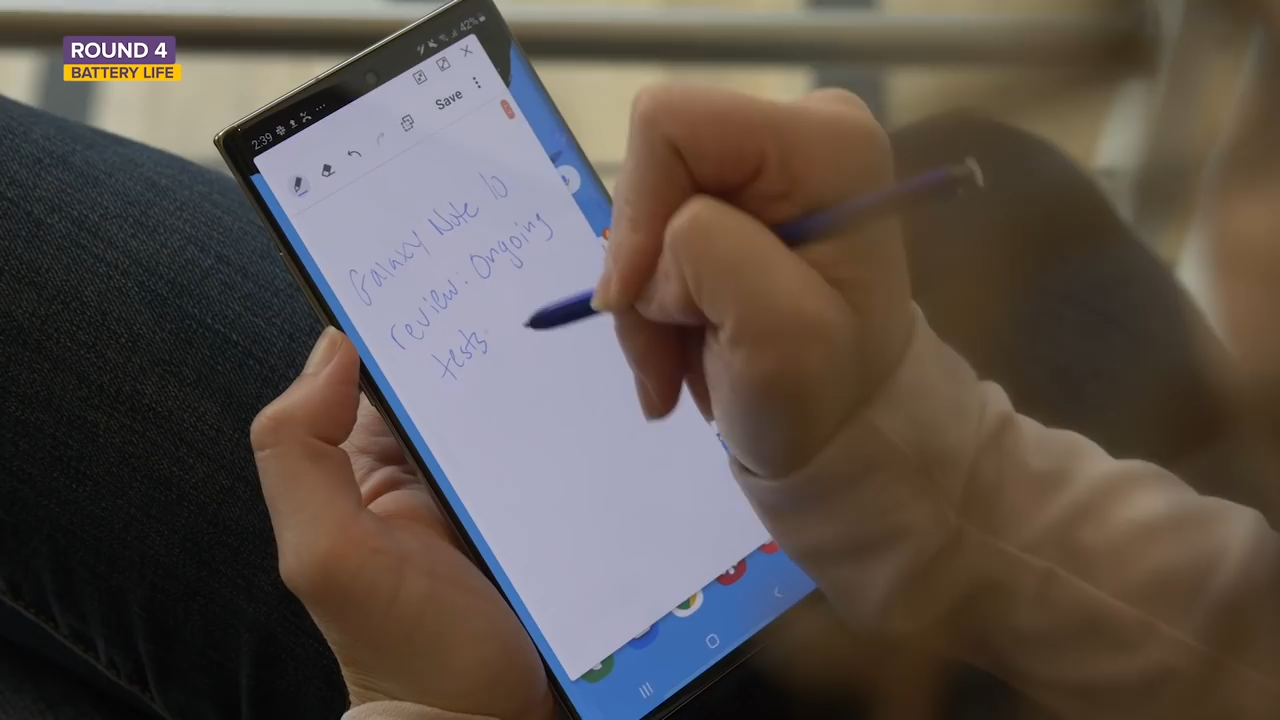 ROUND 4
BATTERY LIFE
2:39
42%
Save
Galaxy Note 10
review: Ongoing
tests